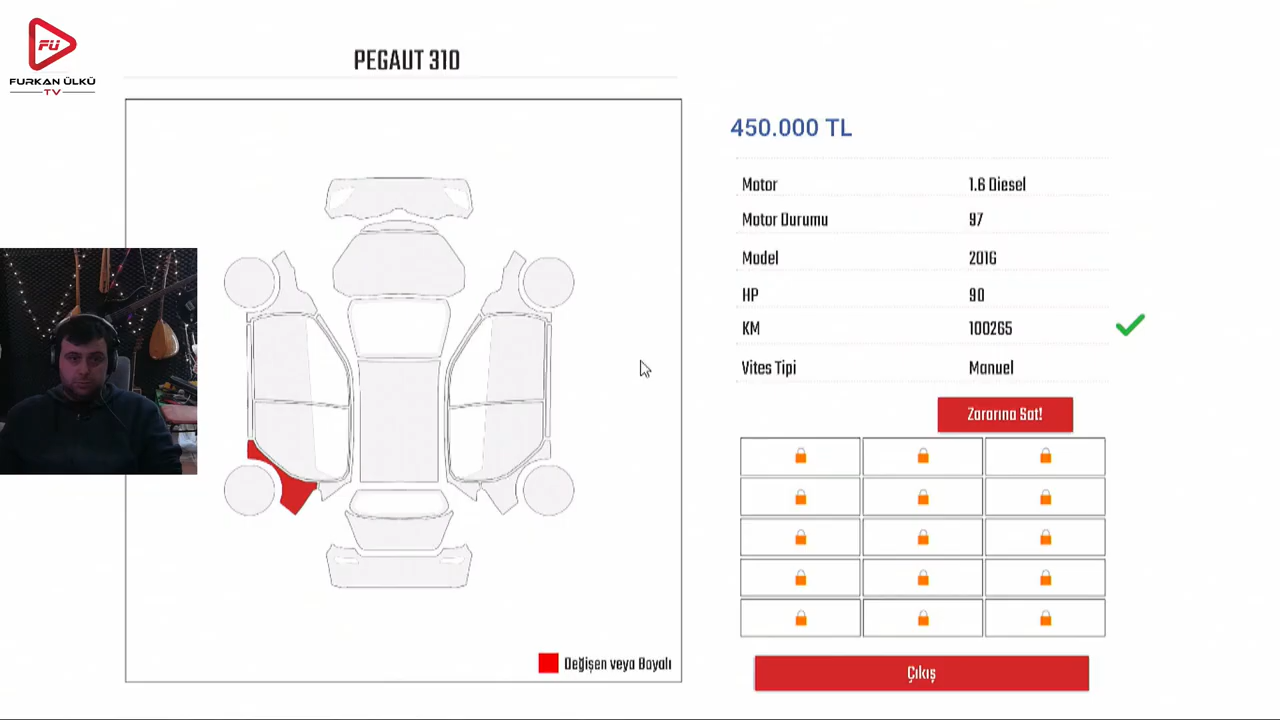 FU
FURKAN ÜLKÜ
TV
PEGAUT 310
450.000 TL
Motor 1.6 Diesel
Motor Durumu 97
Model 2016
HP 90
KM 100265
Vites Tipi Manuel
Zararına Sat!
Değişen veya Boyalı
Çıkış